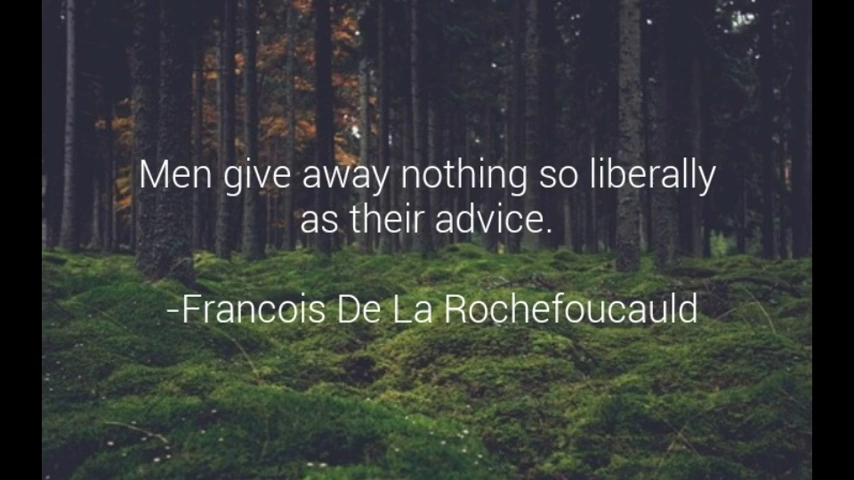 Men give away nothing so liberally
as their advice.
-Francois De La Rochefoucauld